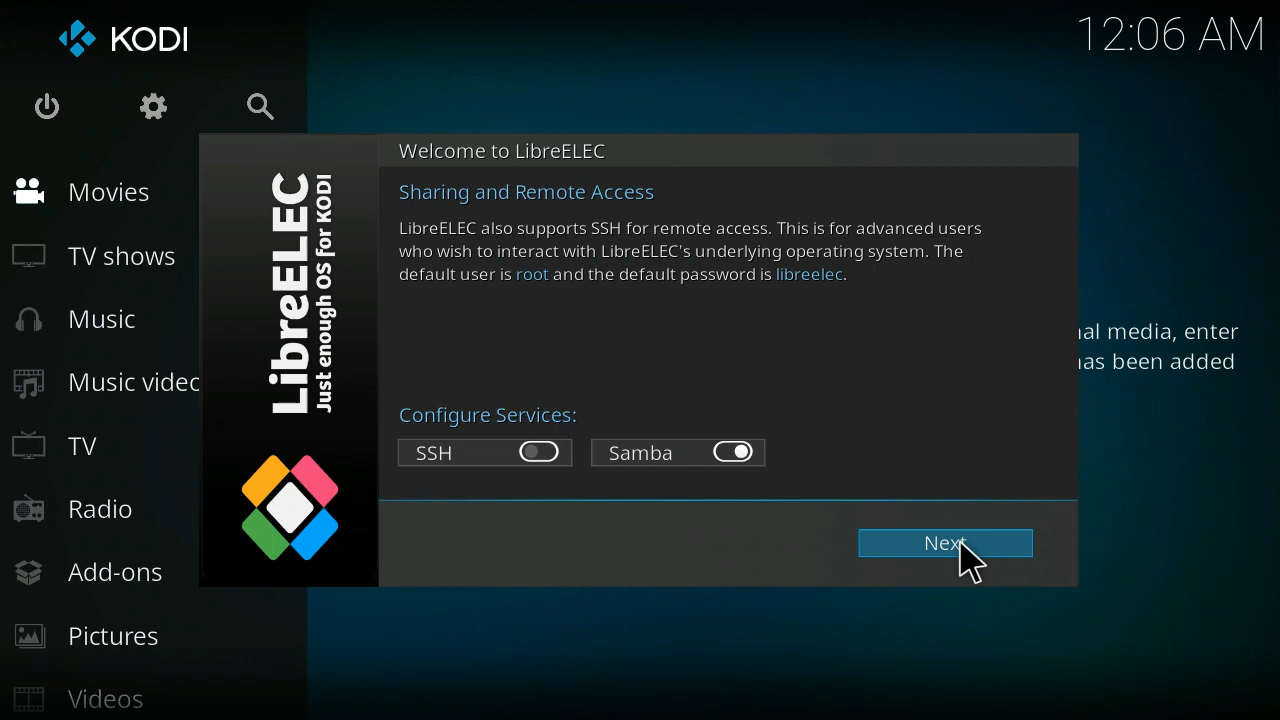 KODI
12:06 AM
Movies
TV shows
Music
Music videc
TV
Radio
Add-ons
Pictures
Videos
LibreELEC
Just enough OS for KODI
Welcome to LibreELEC
Sharing and Remote Access
LibreELEC also supports SSH for remote access. This is for advanced users
who wish to interact with LibreELEC's underlying operating system. The
default user is root and the default password is libreelec.
Configure Services:
SSH
Samba
Next
nal media, enter
has been added